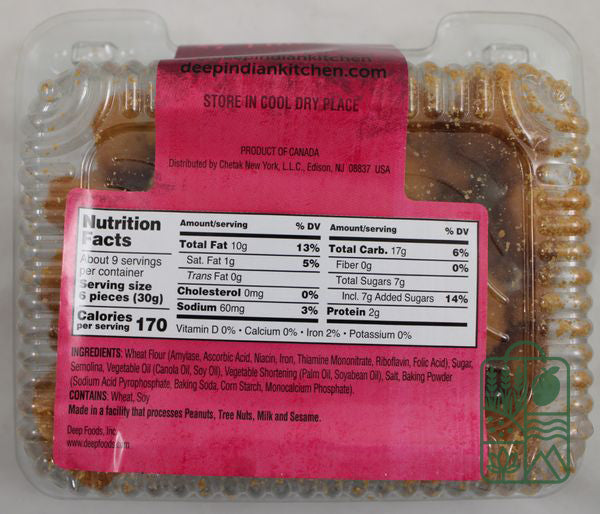 deepindiankitchen
deepindiankitchen.com
STORE IN COOL DRY PLACE
PRODUCT OF CANADA
Distributed by Chetak New York, L.L.C., Edison, NJ 08837 USA
Nutrition
Facts
About 9 servings
per container
Serving size
6 pieces (30g)
Calories
per serving 170
Amount/serving % DV
Total Fat 10g 13%
Sat. Fat 1g 5%
Trans Fat 0g
Cholesterol 0mg 0%
Sodium 60mg 3%
Amount/serving % DV
Total Carb. 17g 6%
Fiber 0g 0%
Total Sugars 7g
Incl. 7g Added Sugars 14%
Protein 2g
Vitamin D 0% • Calcium 0% • Iron 2% • Potassium 0%
INGREDIENTS: Wheat Flour (Amylase, Ascorbic Acid, Niacin, Iron, Thiamine Mononitrate, Riboflavin, Folic Acid), Sugar,
Semolina, Vegetable Oil (Canola Oil, Soy Oil), Vegetable Shortening (Palm Oil, Soyabean Oil), Salt, Baking Powder
(Sodium Acid Pyrophosphate, Baking Soda, Corn Starch, Monocalcium Phosphate).
CONTAINS: Wheat, Soy
Made in a facility that processes Peanuts, Tree Nuts, Milk and Sesame.
Deep Foods, Inc.
www.deepfoods.com